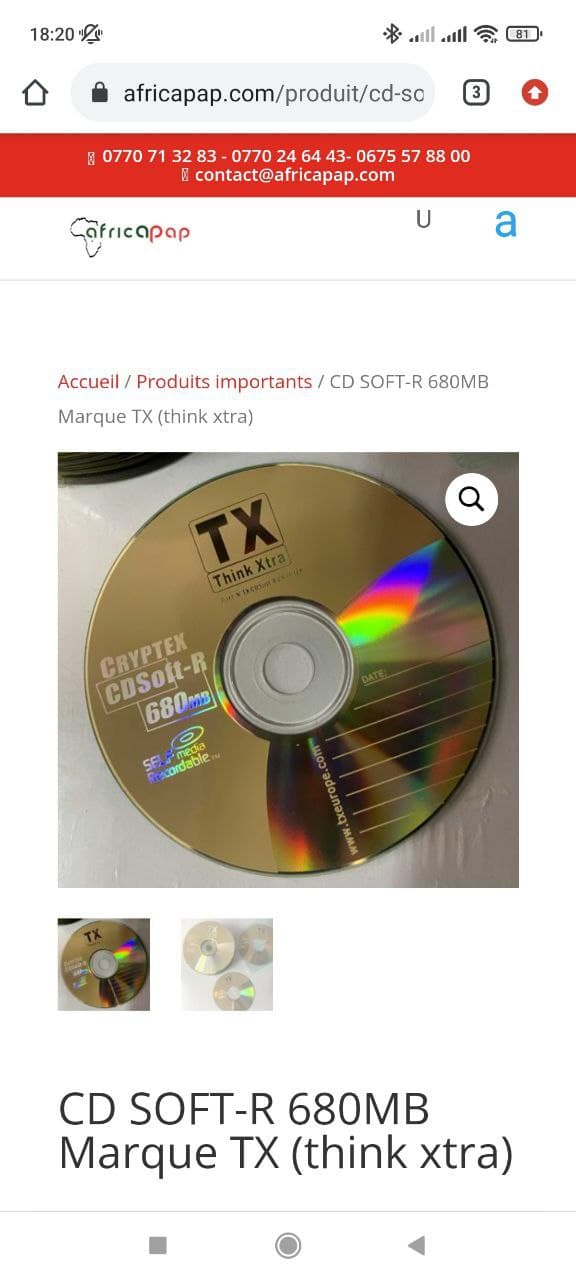 18:20
81
africapap.com/produit/cd-so
3
0770 71 32 83 - 0770 24 64 43- 0675 57 88 00
contact@africapap.com
africapap
U
a
Accueil / Produits importants / CD SOFT-R 680MB
Marque TX (think xtra)
TX
Think Xtra
CRYPTEX
CDSoft-R
680MB
media
Recordable
DATE:
www.txeurope.com
TX
CD SOFT-R 680MB
Marque TX (think xtra)